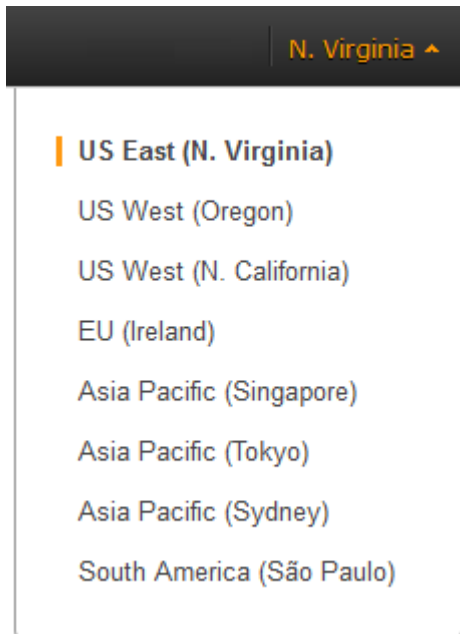 N. Virginia
US East (N. Virginia)
US West (Oregon)
US West (N. California)
EU (Ireland)
Asia Pacific (Singapore)
Asia Pacific (Tokyo)
Asia Pacific (Sydney)
South America (São Paulo)